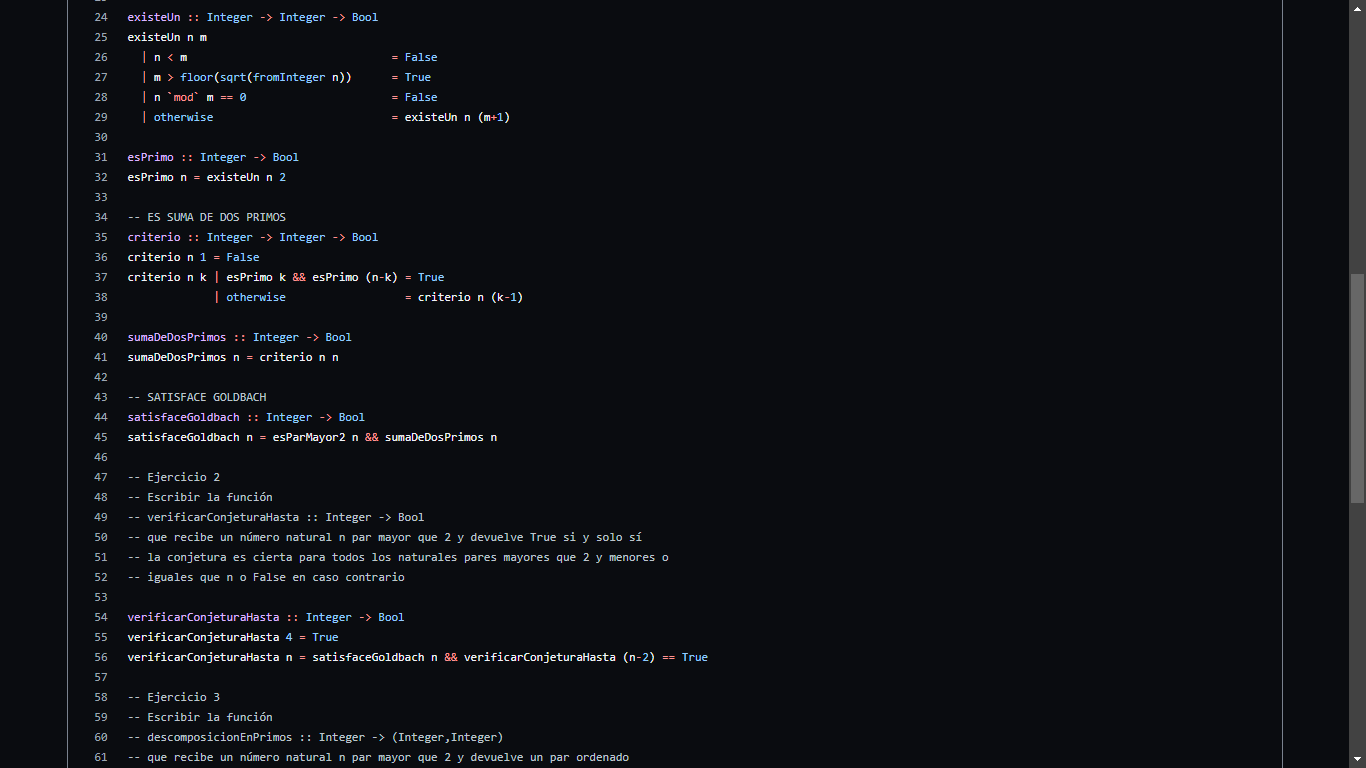 24 existeUn :: Integer -> Integer -> Bool
25 existeUn n m
26 | n < m = False
27 | m > floor(sqrt(fromInteger n)) = True
28 | n `mod` m == 0 = False
29 | otherwise = existeUn n (m+1)
30
31 esPrimo :: Integer -> Bool
32 esPrimo n = existeUn n 2
33
34 -- ES SUMA DE DOS PRIMOS
35 criterio :: Integer -> Integer -> Bool
36 criterio n 1 = False
37 criterio n k | esPrimo k && esPrimo (n-k) = True
38 | otherwise = criterio n (k-1)
39
40 sumaDeDosPrimos :: Integer -> Bool
41 sumaDeDosPrimos n = criterio n n
42
43 -- SATISFACE GOLDBACH
44 satisfaceGoldbach :: Integer -> Bool
45 satisfaceGoldbach n = esParMayor2 n && sumaDeDosPrimos n
46
47 -- Ejercicio 2
48 -- Escribir la función
49 -- verificarConjeturaHasta :: Integer -> Bool
50 -- que recibe un número natural n par mayor que 2 y devuelve True si y solo sí
51 -- la conjetura es cierta para todos los naturales pares mayores que 2 y menores o
52 -- iguales que n o False en caso contrario
53
54 verificarConjeturaHasta :: Integer -> Bool
55 verificarConjeturaHasta 4 = True
56 verificarConjeturaHasta n = satisfaceGoldbach n && verificarConjeturaHasta (n-2) == True
57
58 -- Ejercicio 3
59 -- Escribir la función
60 -- descomposicionEnPrimos :: Integer -> (Integer,Integer)
61 -- que recibe un número natural n par mayor que 2 y devuelve un par ordenado